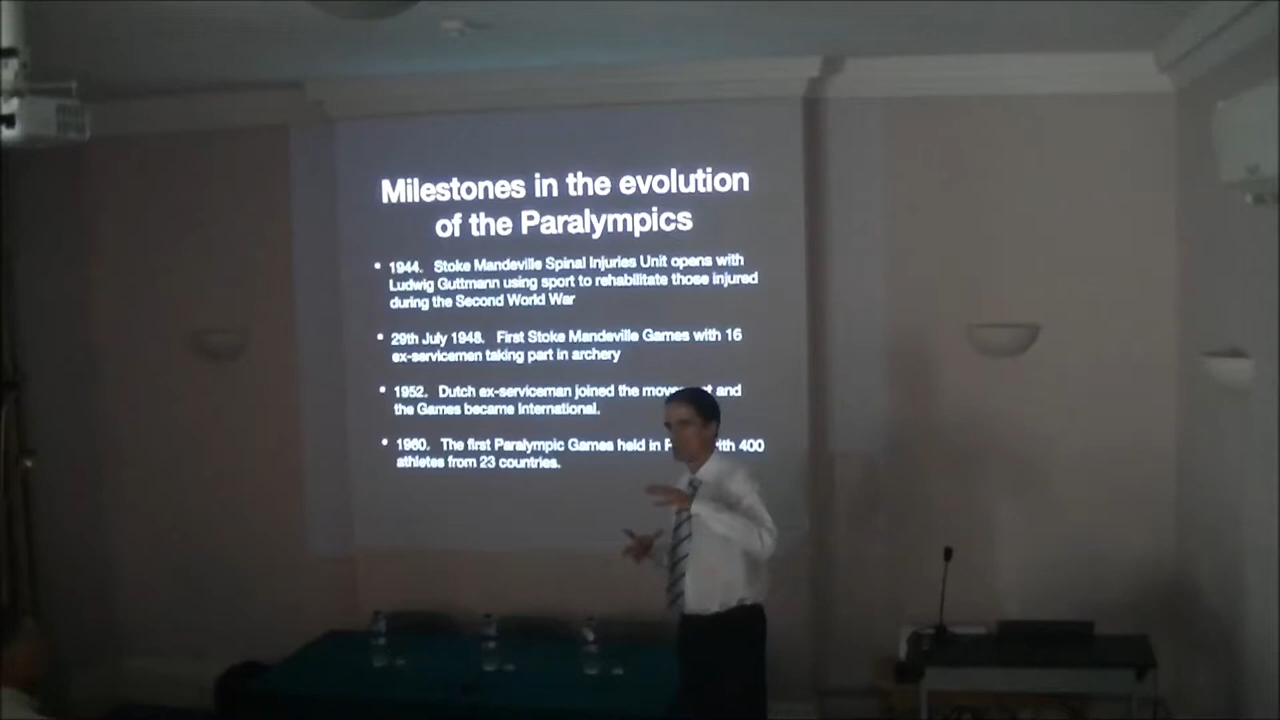 Milestones in the evolution
of the Paralympics
• 1944. Stoke Mandeville Spinal Injuries Unit opens with
Ludwig Guttmann using sport to rehabilitate those injured
during the Second World War
• 29th July 1948. First Stoke Mandeville Games with 16
ex-servicemen taking part in archery
• 1952. Dutch ex-serviceman joined the and
the Games became International.
• 1960. The first Paralympic Games held in 400
athletes from 23 countries.